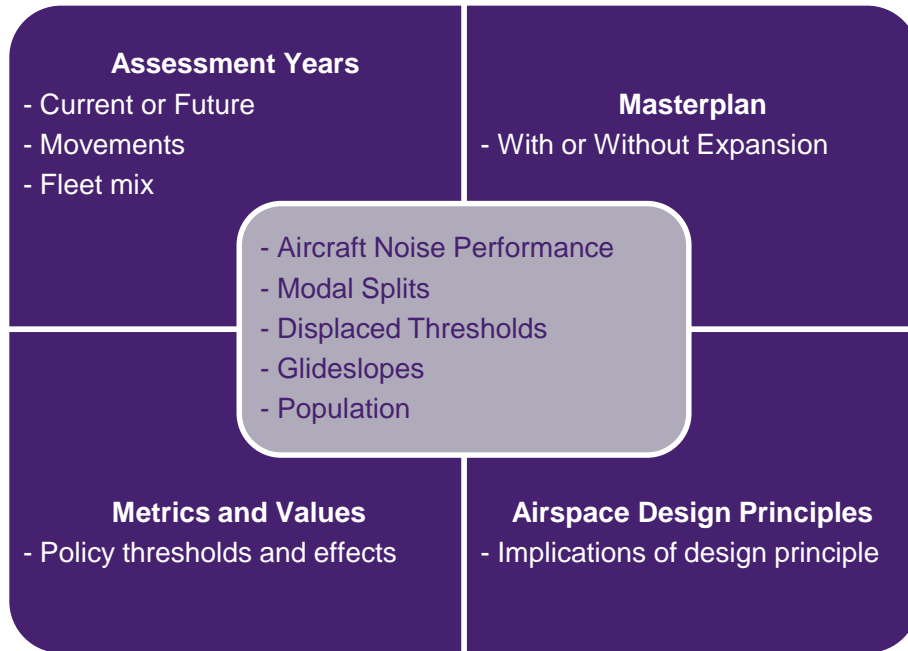 Assessment Years
- Current or Future
- Movements
- Fleet mix
Masterplan
- With or Without Expansion
- Aircraft Noise Performance
- Modal Splits
- Displaced Thresholds
- Glideslopes
- Population
Metrics and Values
- Policy thresholds and effects
Airspace Design Principles
- Implications of design principle